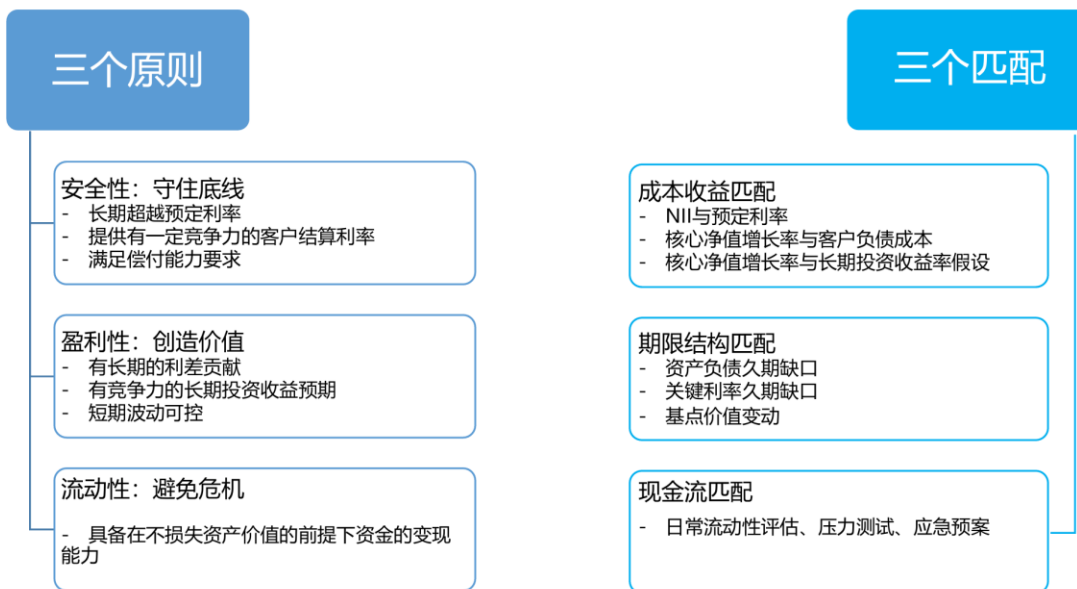 三个原则
安全性：守住底线
- 长期超越预定利率
- 提供有一定竞争力的客户结算利率
- 满足偿付能力要求
盈利性：创造价值
- 有长期的利差贡献
- 有竞争力的长期投资收益预期
- 短期波动可控
流动性：避免危机
- 具备在不损失资产价值的前提下资金的变现
能力
三个匹配
成本收益匹配
- NII与预定利率
- 核心净值增长率与客户负债成本
- 核心净值增长率与长期投资收益率假设
期限结构匹配
- 资产负债久期缺口
- 关键利率久期缺口
- 基点价值变动
现金流匹配
- 日常流动性评估、压力测试、应急预案